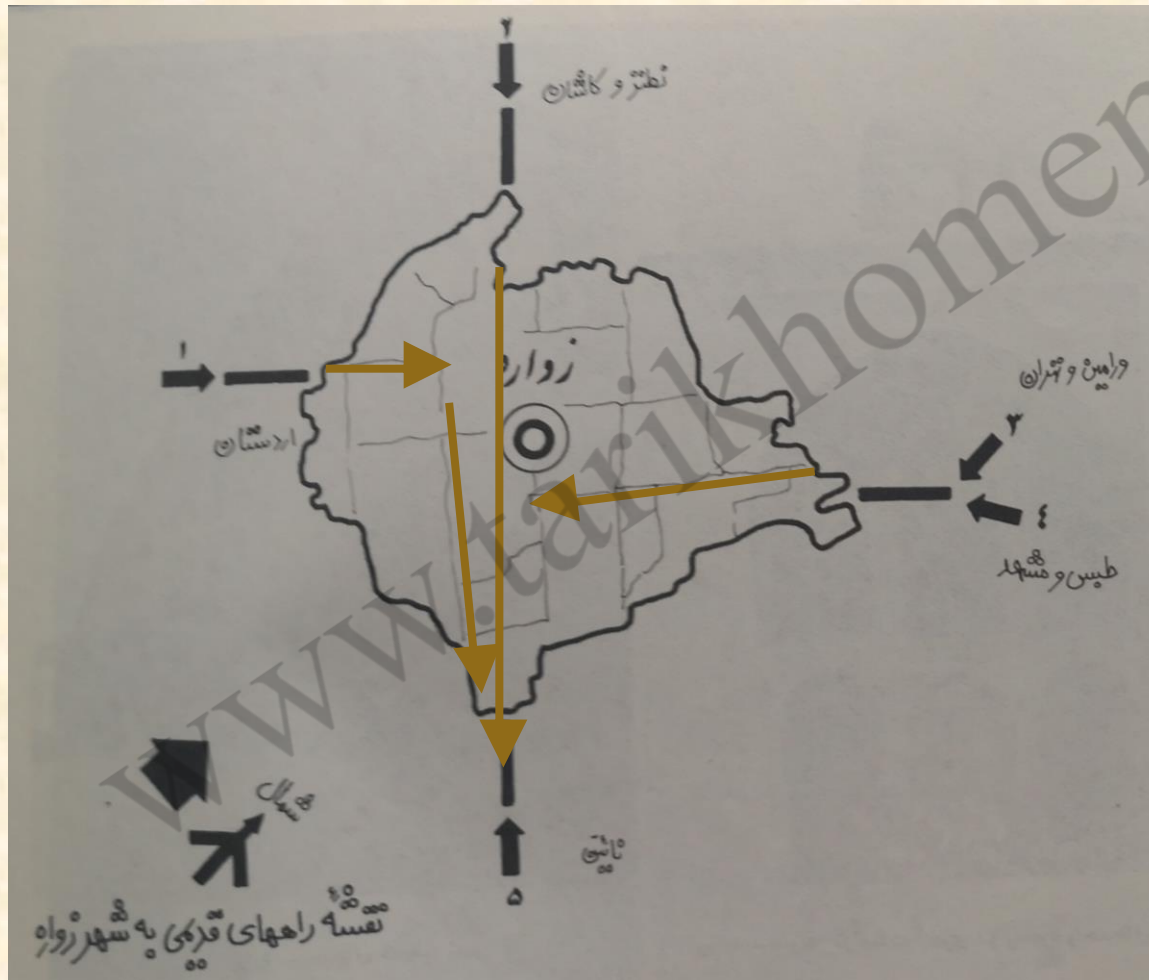 ۲
نطنز و کاشان
زواره
۱
اردستان
ورامین و تهران
۳
۴
طبس و مشهد
شمال
نائین
۵
نقشه راههای قدیمی به شهر زواره
www.tarikhomen